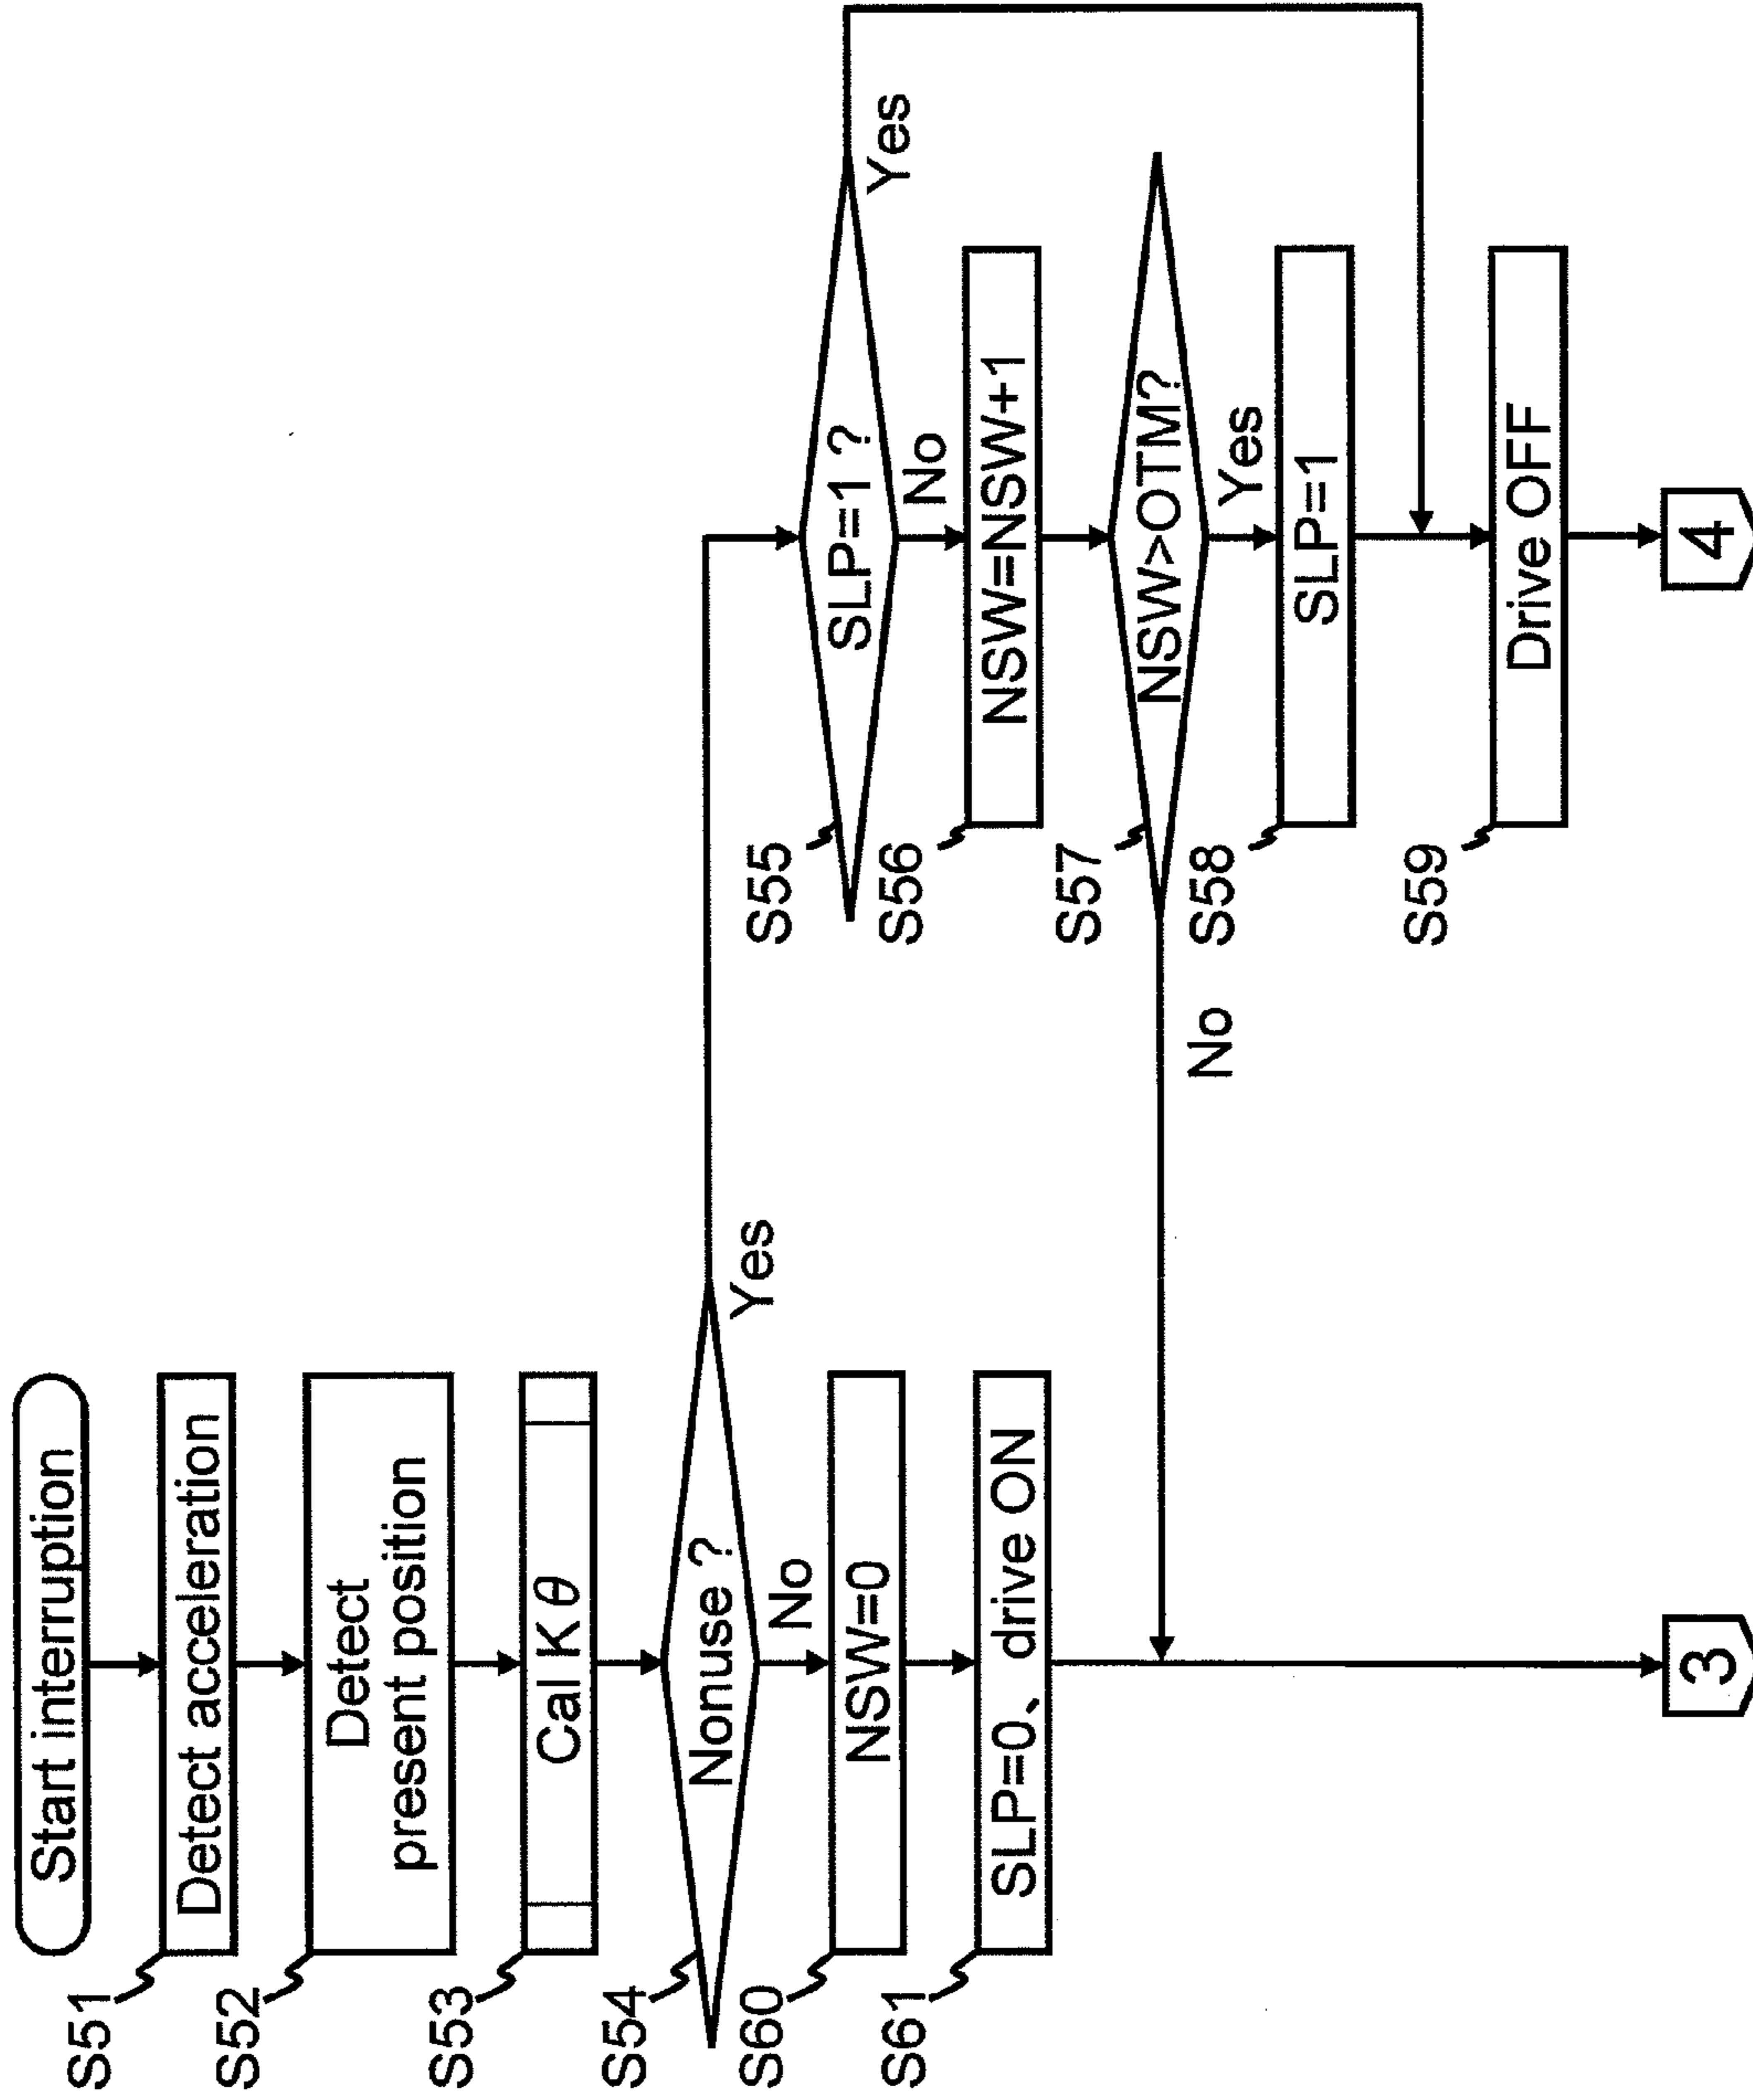 Start interruption
S51
Detect acceleration
S52
Detect
present position
S53
Cal K θ
S54
Nonuse ?
Yes
No
S60
NSW=0
S61
SLP=0、drive ON
3
S55
SLP=1 ?
Yes
No
S56
NSW=NSW+1
S57
NSW>OTM?
No
Yes
S58
SLP=1
S59
Drive OFF
4